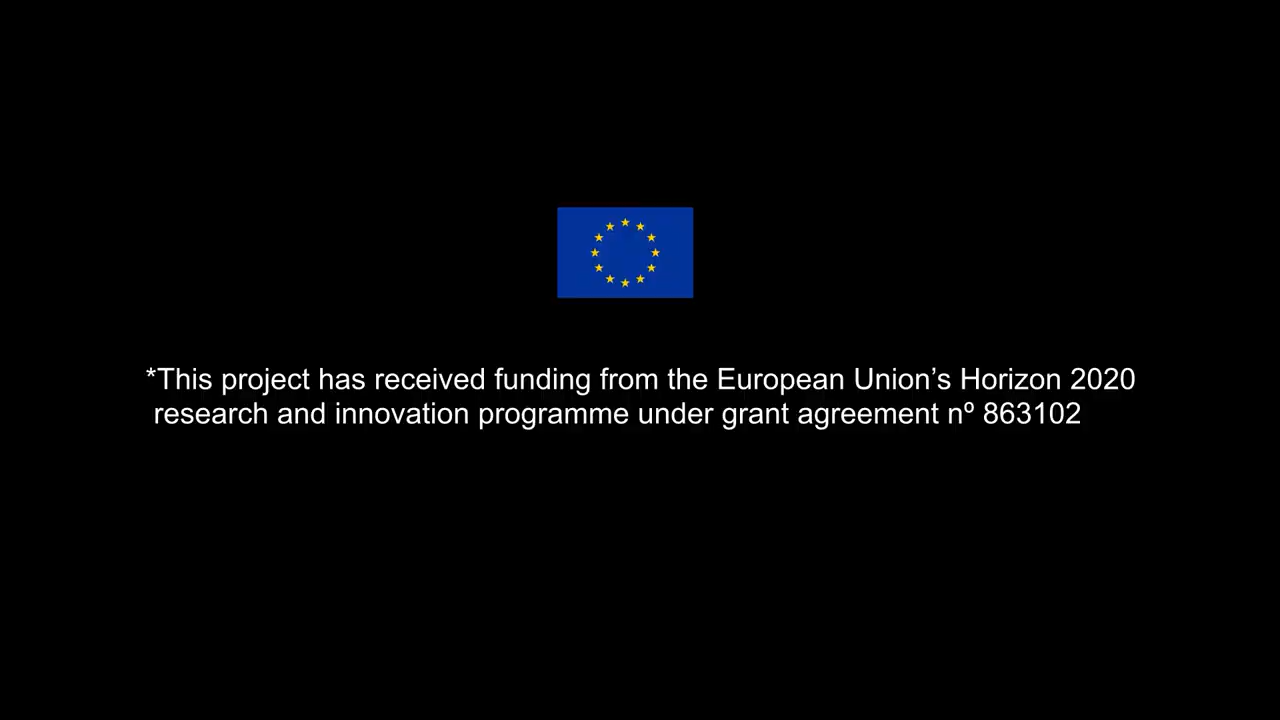 *This project has received funding from the European Union’s Horizon 2020
research and innovation programme under grant agreement nº 863102